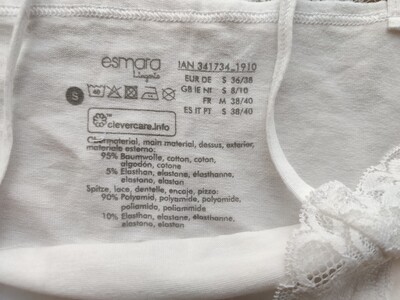 esmara
Lingerie
IAN 341734_1910
EUR DE S 36/38
GB IE NI S 8/10
FR M 38/40
ES IT PT S 38/40
S
clevercare.info
Obermaterial, main material, dessus, exterior,
materiale esterno:
95% Baumwolle, cotton, coton,
algodón, cotone
5% Elasthan, elastane, élasthanne,
elastano, elastan
Spitze, lace, dentelle, encaje, pizzo:
90% Polyamid, polyamide, polyamide,
poliamida, poliammide
10% Elasthan, elastane, élasthanne,
elastano, elastan